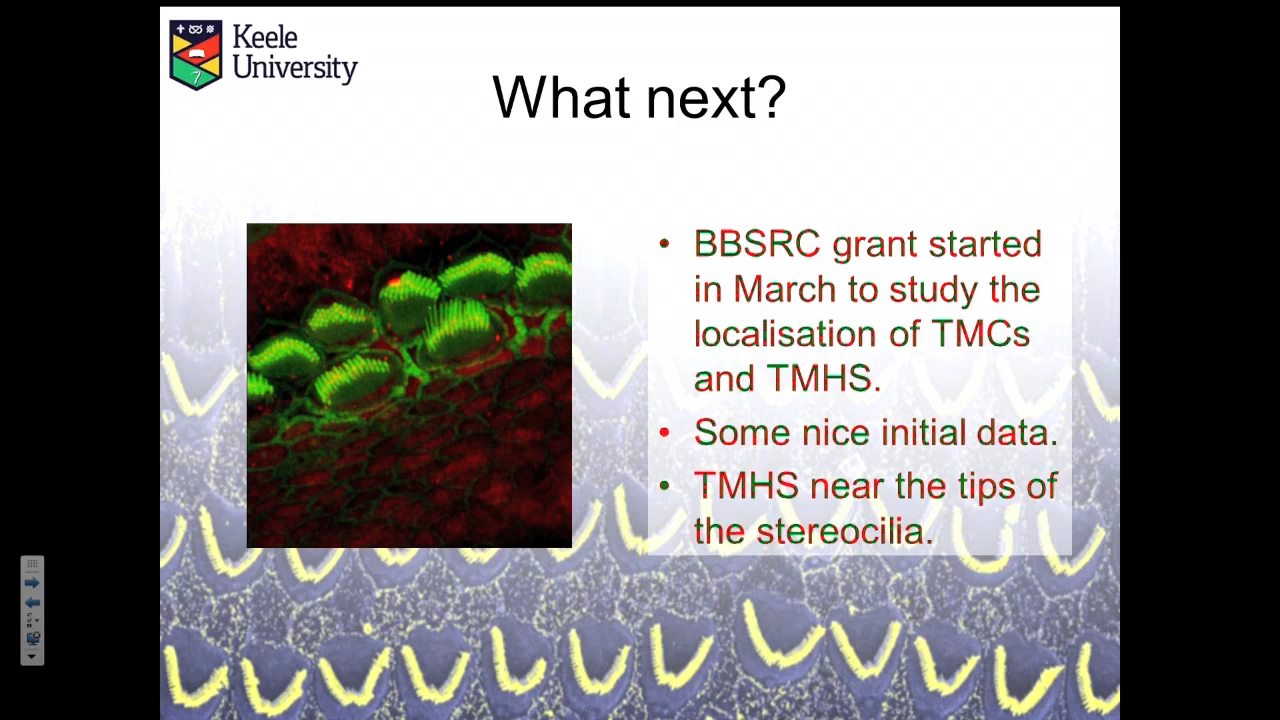 Keele
University
What next?
• BBSRC grant started
in March to study the
localisation of TMCs
and TMHS.
• Some nice initial data.
• TMHS near the tips of
the stereocilia.